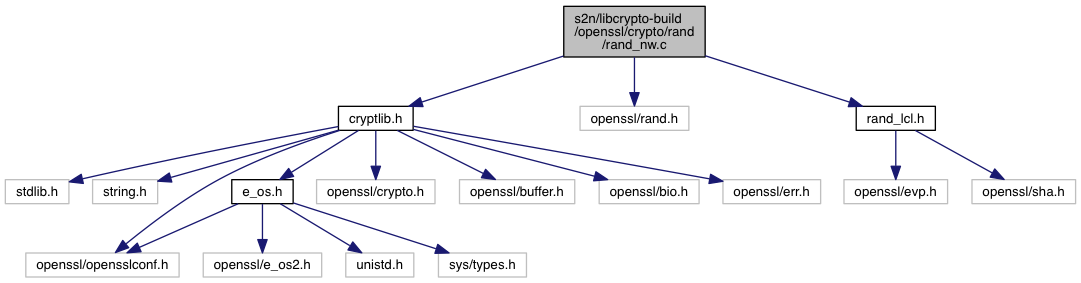 s2n/libcrypto-build
/openssl/crypto/rand
/rand_nw.c
cryptlib.h
openssl/rand.h
rand_lcl.h
stdlib.h
string.h
e_os.h
openssl/crypto.h
openssl/buffer.h
openssl/bio.h
openssl/err.h
openssl/evp.h
openssl/sha.h
openssl/opensslconf.h
openssl/e_os2.h
unistd.h
sys/types.h